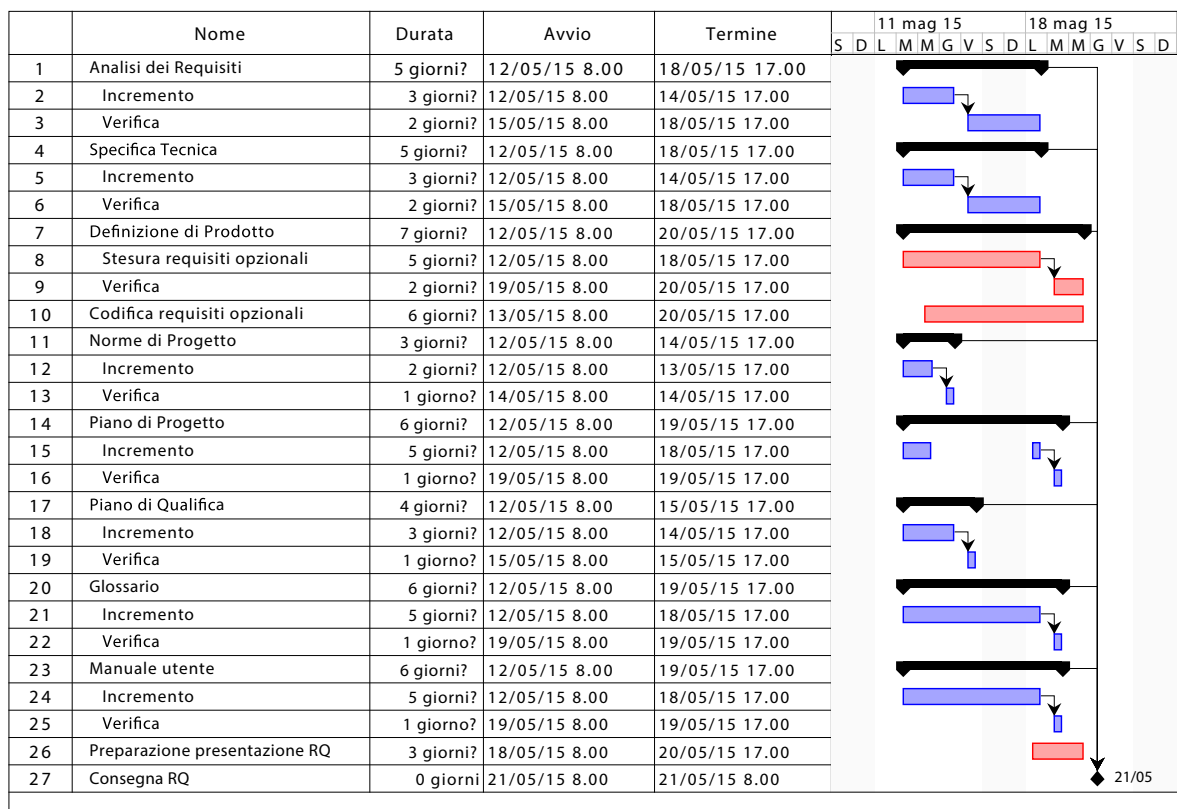 Nome Durata Avvio Termine 11 mag 15 18 mag 15
S D L M M G V S D L M M G V S D
1 Analisi dei Requisiti 5 giorni? 12/05/15 8.00 18/05/15 17.00
2 Incremento 3 giorni? 12/05/15 8.00 14/05/15 17.00
3 Verifica 2 giorni? 15/05/15 8.00 18/05/15 17.00
4 Specifica Tecnica 5 giorni? 12/05/15 8.00 18/05/15 17.00
5 Incremento 3 giorni? 12/05/15 8.00 14/05/15 17.00
6 Verifica 2 giorni? 15/05/15 8.00 18/05/15 17.00
7 Definizione di Prodotto 7 giorni? 12/05/15 8.00 20/05/15 17.00
8 Stesura requisiti opzionali 5 giorni? 12/05/15 8.00 18/05/15 17.00
9 Verifica 2 giorni? 19/05/15 8.00 20/05/15 17.00
10 Codifica requisiti opzionali 6 giorni? 13/05/15 8.00 20/05/15 17.00
11 Norme di Progetto 3 giorni? 12/05/15 8.00 14/05/15 17.00
12 Incremento 2 giorni? 12/05/15 8.00 13/05/15 17.00
13 Verifica 1 giorno? 14/05/15 8.00 14/05/15 17.00
14 Piano di Progetto 6 giorni? 12/05/15 8.00 19/05/15 17.00
15 Incremento 5 giorni? 12/05/15 8.00 18/05/15 17.00
16 Verifica 1 giorno? 19/05/15 8.00 19/05/15 17.00
17 Piano di Qualifica 4 giorni? 12/05/15 8.00 15/05/15 17.00
18 Incremento 3 giorni? 12/05/15 8.00 14/05/15 17.00
19 Verifica 1 giorno? 15/05/15 8.00 15/05/15 17.00
20 Glossario 6 giorni? 12/05/15 8.00 19/05/15 17.00
21 Incremento 5 giorni? 12/05/15 8.00 18/05/15 17.00
22 Verifica 1 giorno? 19/05/15 8.00 19/05/15 17.00
23 Manuale utente 6 giorni? 12/05/15 8.00 19/05/15 17.00
24 Incremento 5 giorni? 12/05/15 8.00 18/05/15 17.00
25 Verifica 1 giorno? 19/05/15 8.00 19/05/15 17.00
26 Preparazione presentazione RQ 3 giorni? 18/05/15 8.00 20/05/15 17.00
27 Consegna RQ 0 giorni 21/05/15 8.00 21/05/15 8.00 21/05